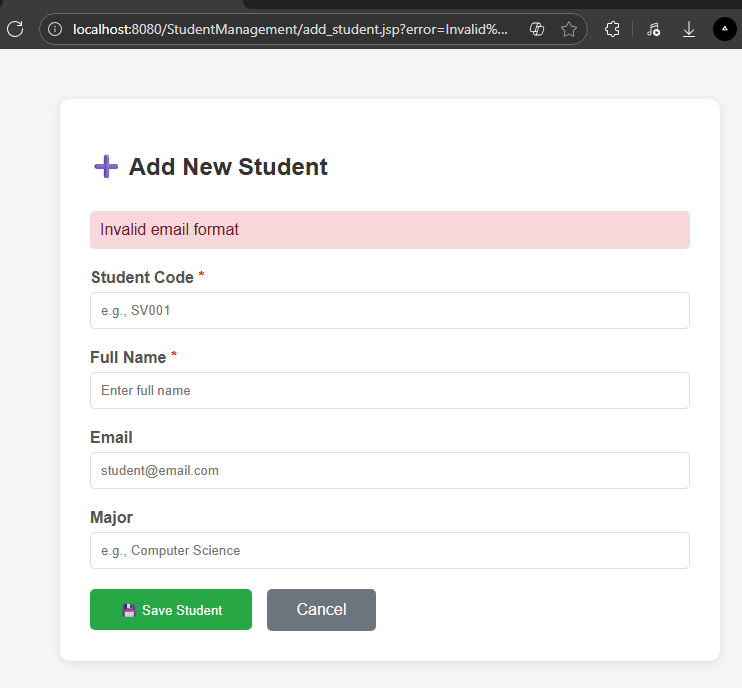 localhost:8080/StudentManagement/add_student.jsp?error=Invalid%...
Add New Student
Invalid email format
Student Code *
e.g., SV001
Full Name *
Enter full name
Email
student@email.com
Major
e.g., Computer Science
Save Student
Cancel